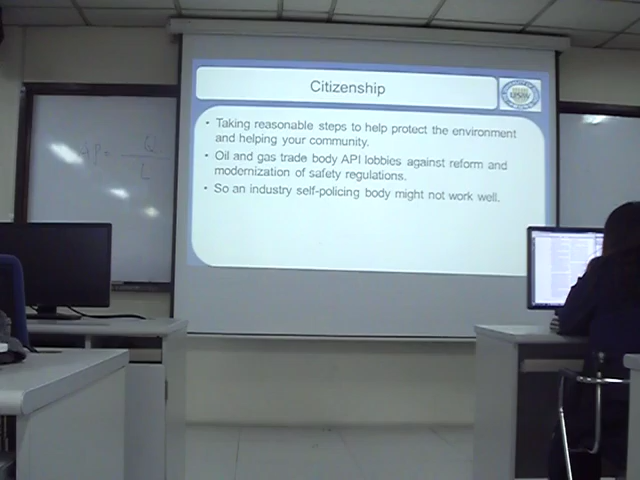 Citizenship
• Taking reasonable steps to help protect the environment
and helping your community.
• Oil and gas trade body API lobbies against reform and
modernization of safety regulations.
• So an industry self-policing body might not work well.
AP = Q
L